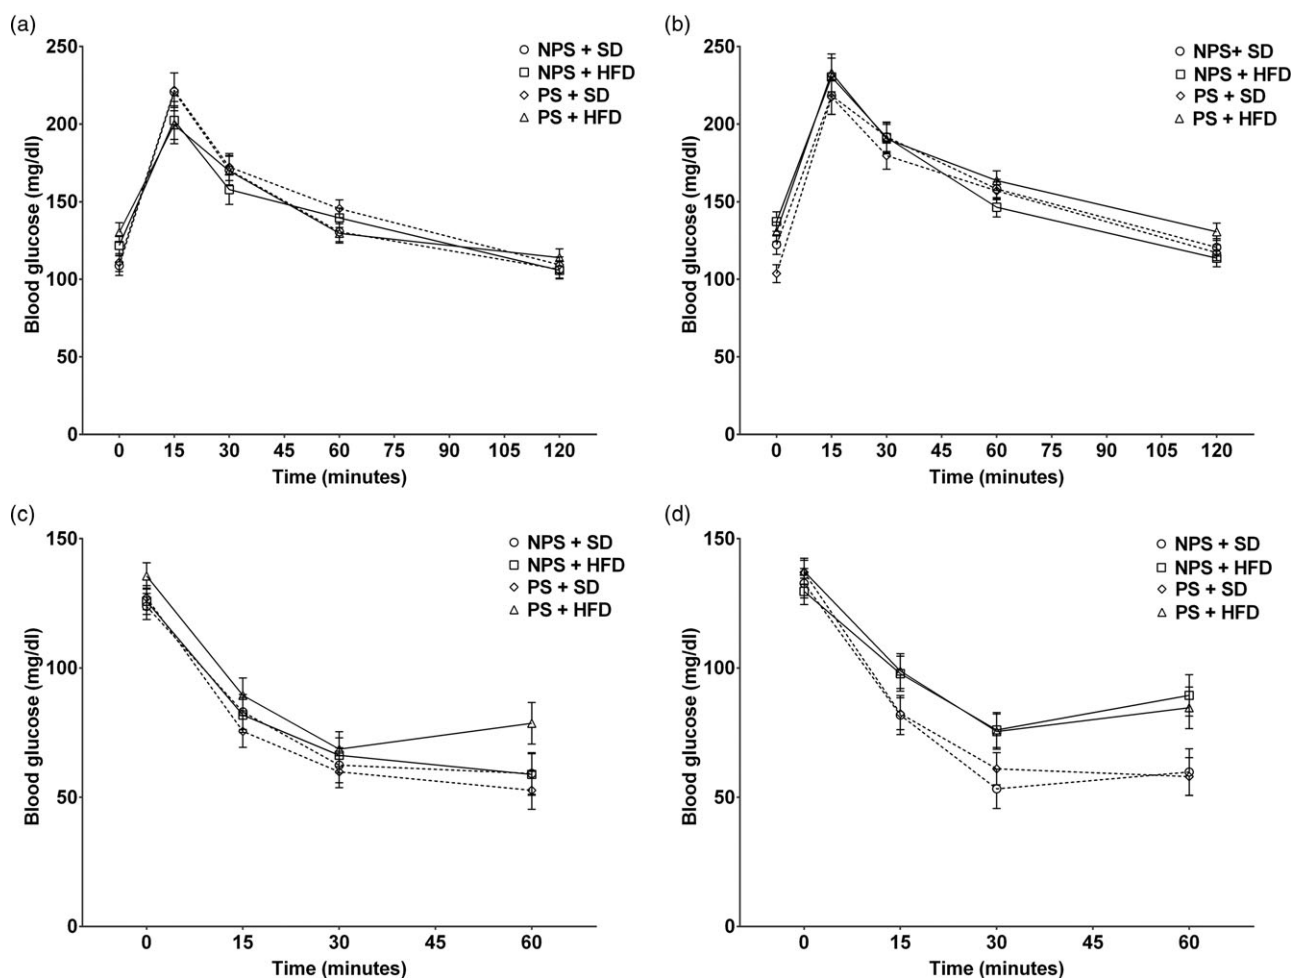 (a)
250
200
150
100
50
0
Blood glucose (mg/dl)
0 15 30 45 60 75 90 105 120
Time (minutes)
NPS + SD
NPS + HFD
PS + SD
PS + HFD
(b)
250
200
150
100
50
0
Blood glucose (mg/dl)
0 15 30 45 60 75 90 105 120
Time (minutes)
NPS+ SD
NPS + HFD
PS + SD
PS + HFD
(c)
150
100
50
0
Blood glucose (mg/dl)
0 15 30 45 60
Time (minutes)
NPS + SD
NPS + HFD
PS + SD
PS + HFD
(d)
150
100
50
0
Blood glucose (mg/dl)
0 15 30 45 60
Time (minutes)
NPS + SD
NPS + HFD
PS + SD
PS + HFD